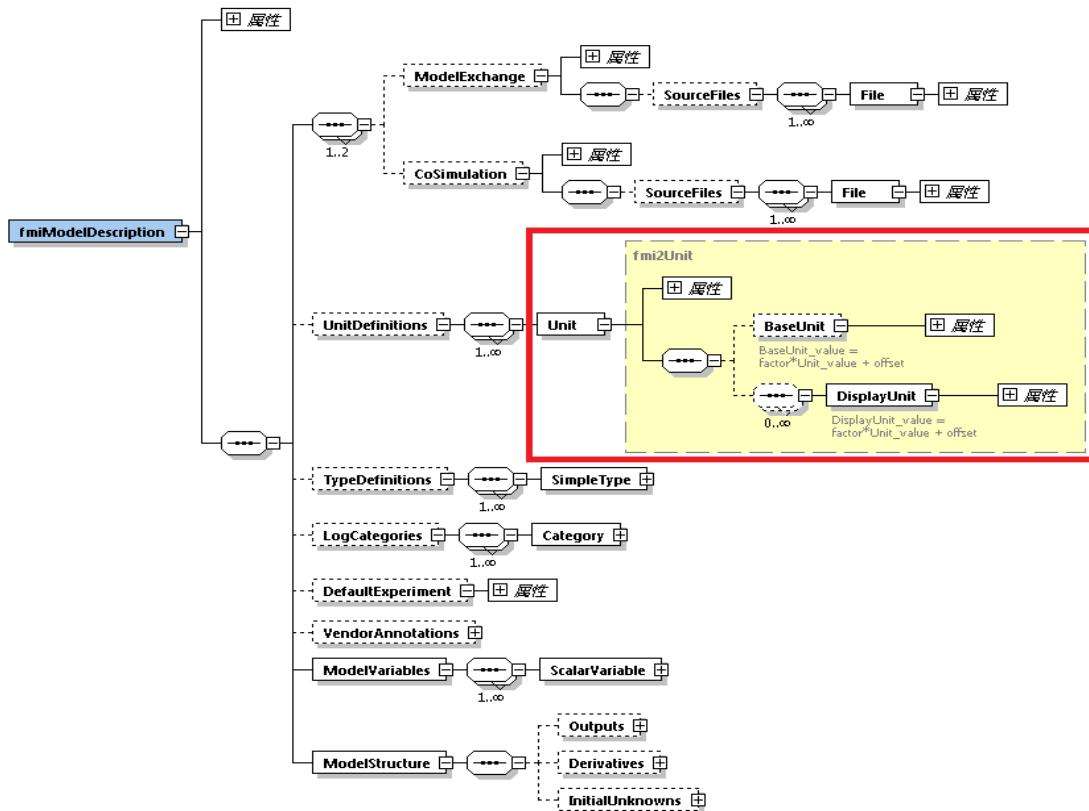 属性
ModelExchange
属性
SourceFiles
File
属性
1..∞
1..2
CoSimulation
属性
SourceFiles
File
属性
1..∞
fmiModelDescription
fmi2Unit
属性
UnitDefinitions
1..∞
Unit
BaseUnit
属性
BaseUnit_value =
factor*Unit_value + offset
DisplayUnit
属性
0..∞
DisplayUnit_value =
factor*Unit_value + offset
TypeDefinitions
1..∞
SimpleType
LogCategories
1..∞
Category
DefaultExperiment
属性
VendorAnnotations
ModelVariables
1..∞
ScalarVariable
ModelStructure
Outputs
Derivatives
InitialUnknowns